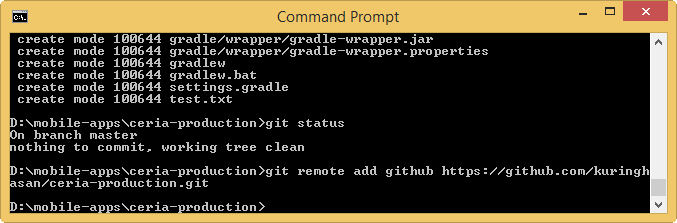 Command Prompt
create mode 100644 gradle/wrapper/gradle-wrapper.jar
create mode 100644 gradle/wrapper/gradle-wrapper.properties
create mode 100644 gradlew
create mode 100644 gradlew.bat
create mode 100644 settings.gradle
create mode 100644 test.txt
D:\mobile-apps\ceria-production>git status
On branch master
nothing to commit, working tree clean
D:\mobile-apps\ceria-production>git remote add github https://github.com/kuringh
asan/ceria-production.git
D:\mobile-apps\ceria-production>